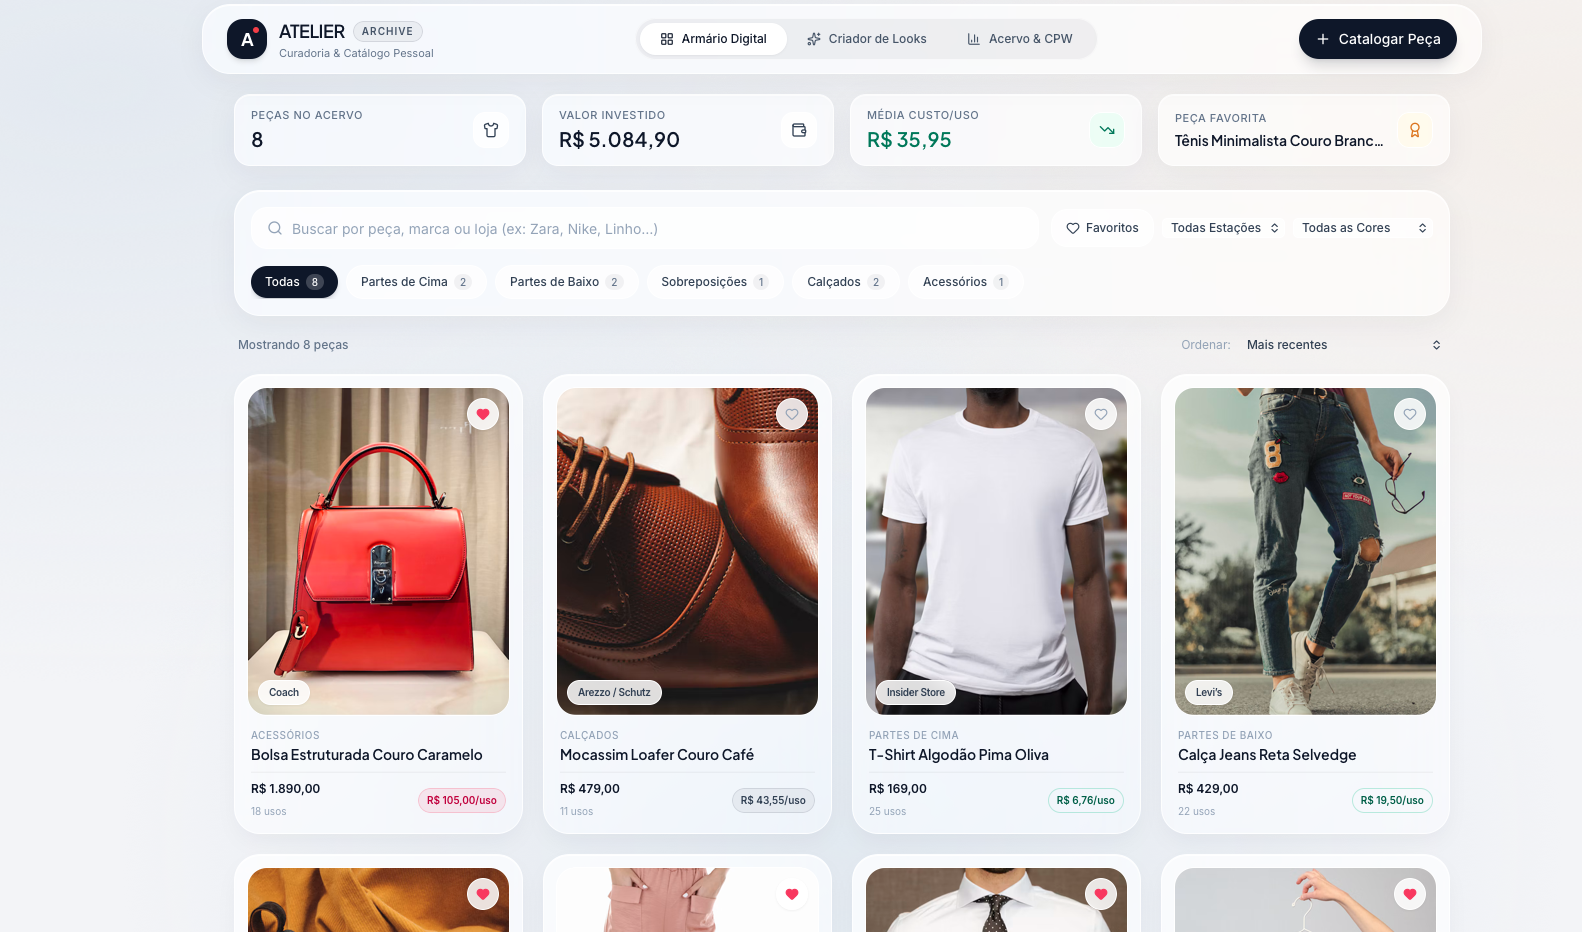 A
ATELIER ARCHIVE
Curadoria & Catálogo Pessoal
Armário Digital
Criador de Looks
Acervo & CPW
Catalogar Peça
PEÇAS NO ACERVO
8
VALOR INVESTIDO
R$ 5.084,90
MÉDIA CUSTO/USO
R$ 35,95
PEÇA FAVORITA
Tênis Minimalista Couro Branc...
Buscar por peça, marca ou loja (ex: Zara, Nike, Linho...)
Favoritos
Todas Estações
Todas as Cores
Todas 8
Partes de Cima 2
Partes de Baixo 2
Sobreposições 1
Calçados 2
Acessórios 1
Mostrando 8 peças
Ordenar: Mais recentes
Coach
ACESSÓRIOS
Bolsa Estruturada Couro Caramelo
R$ 1.890,00
18 usos
R$ 105,00/uso
Arezzo / Schutz
CALÇADOS
Mocassim Loafer Couro Café
R$ 479,00
11 usos
R$ 43,55/uso
Insider Store
PARTES DE CIMA
T-Shirt Algodão Pima Oliva
R$ 169,00
25 usos
R$ 6,76/uso
8
Levi's
PARTES DE BAIXO
Calça Jeans Reta Selvedge
R$ 429,00
22 usos
R$ 19,50/uso